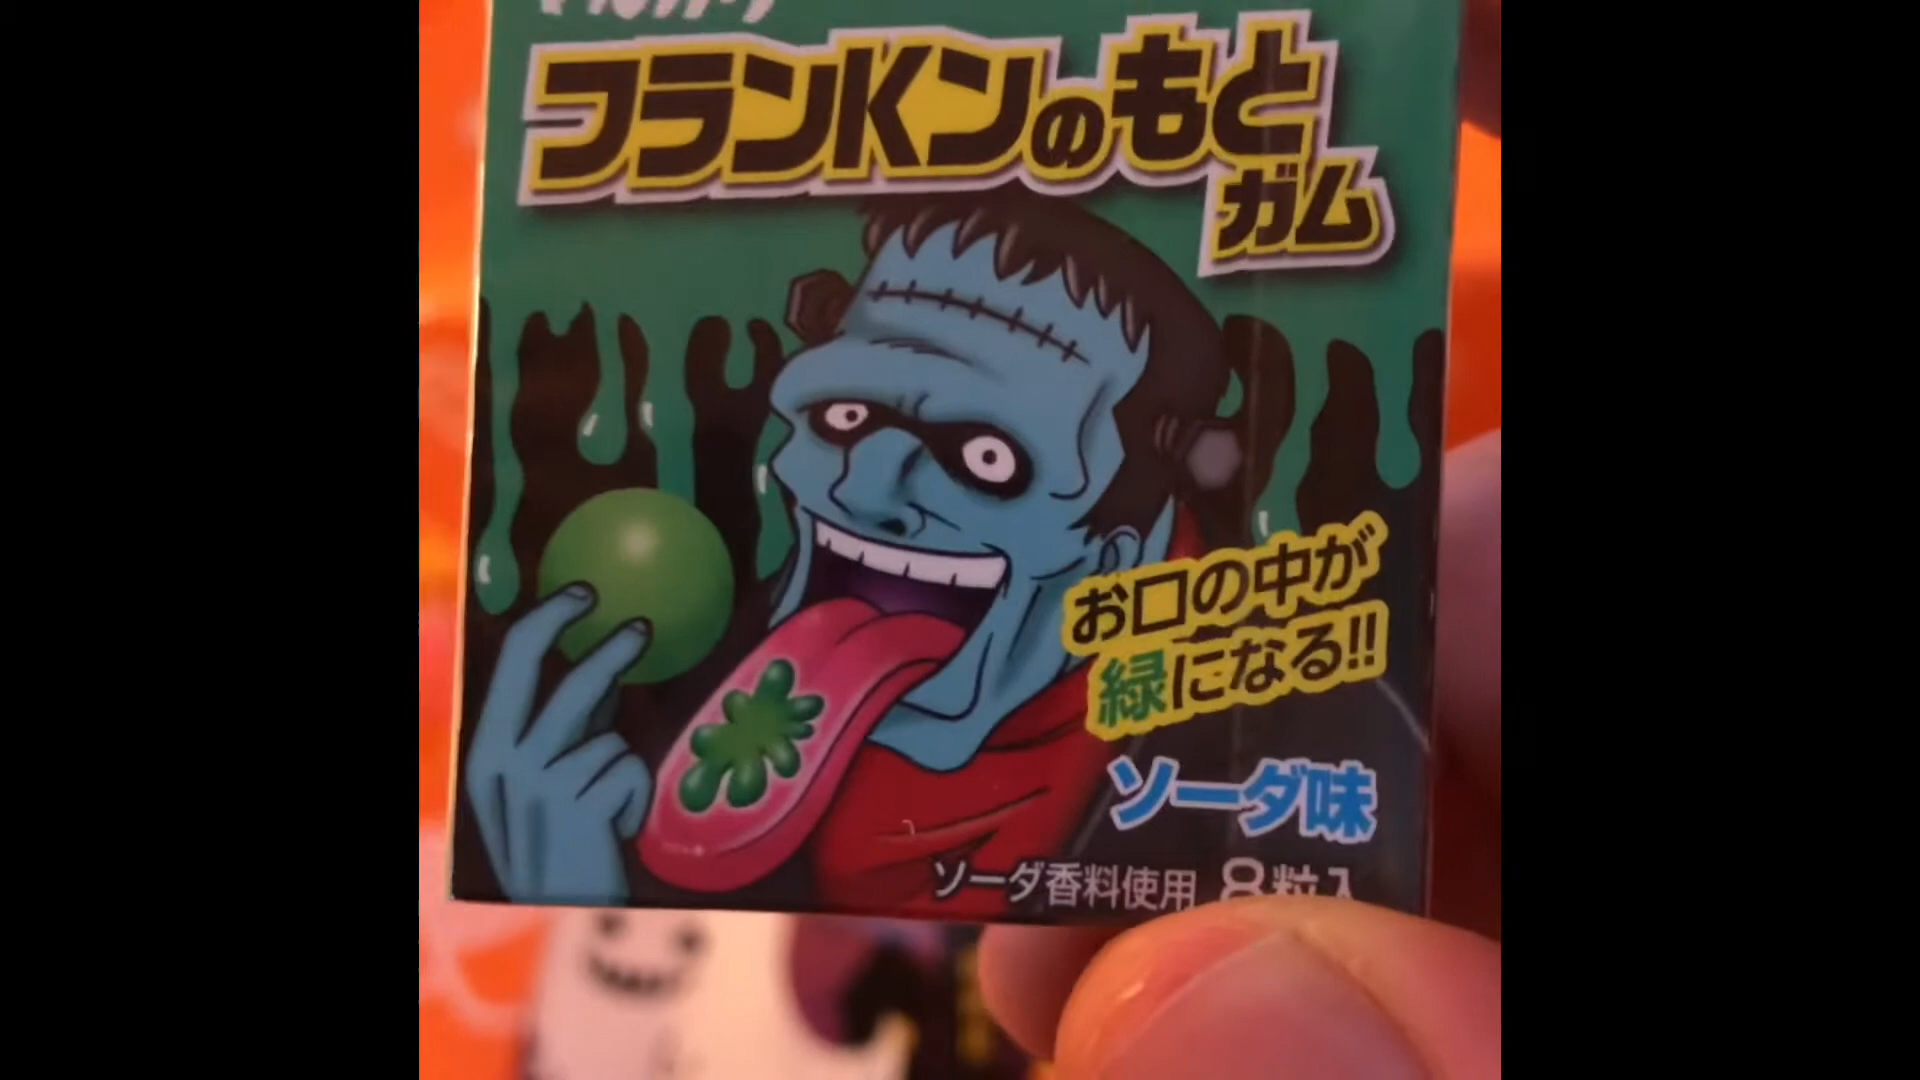 フランKンのもと
ガム
お口の中が
緑になる!!
ソーダ味
ソーダ香料使用 8粒入